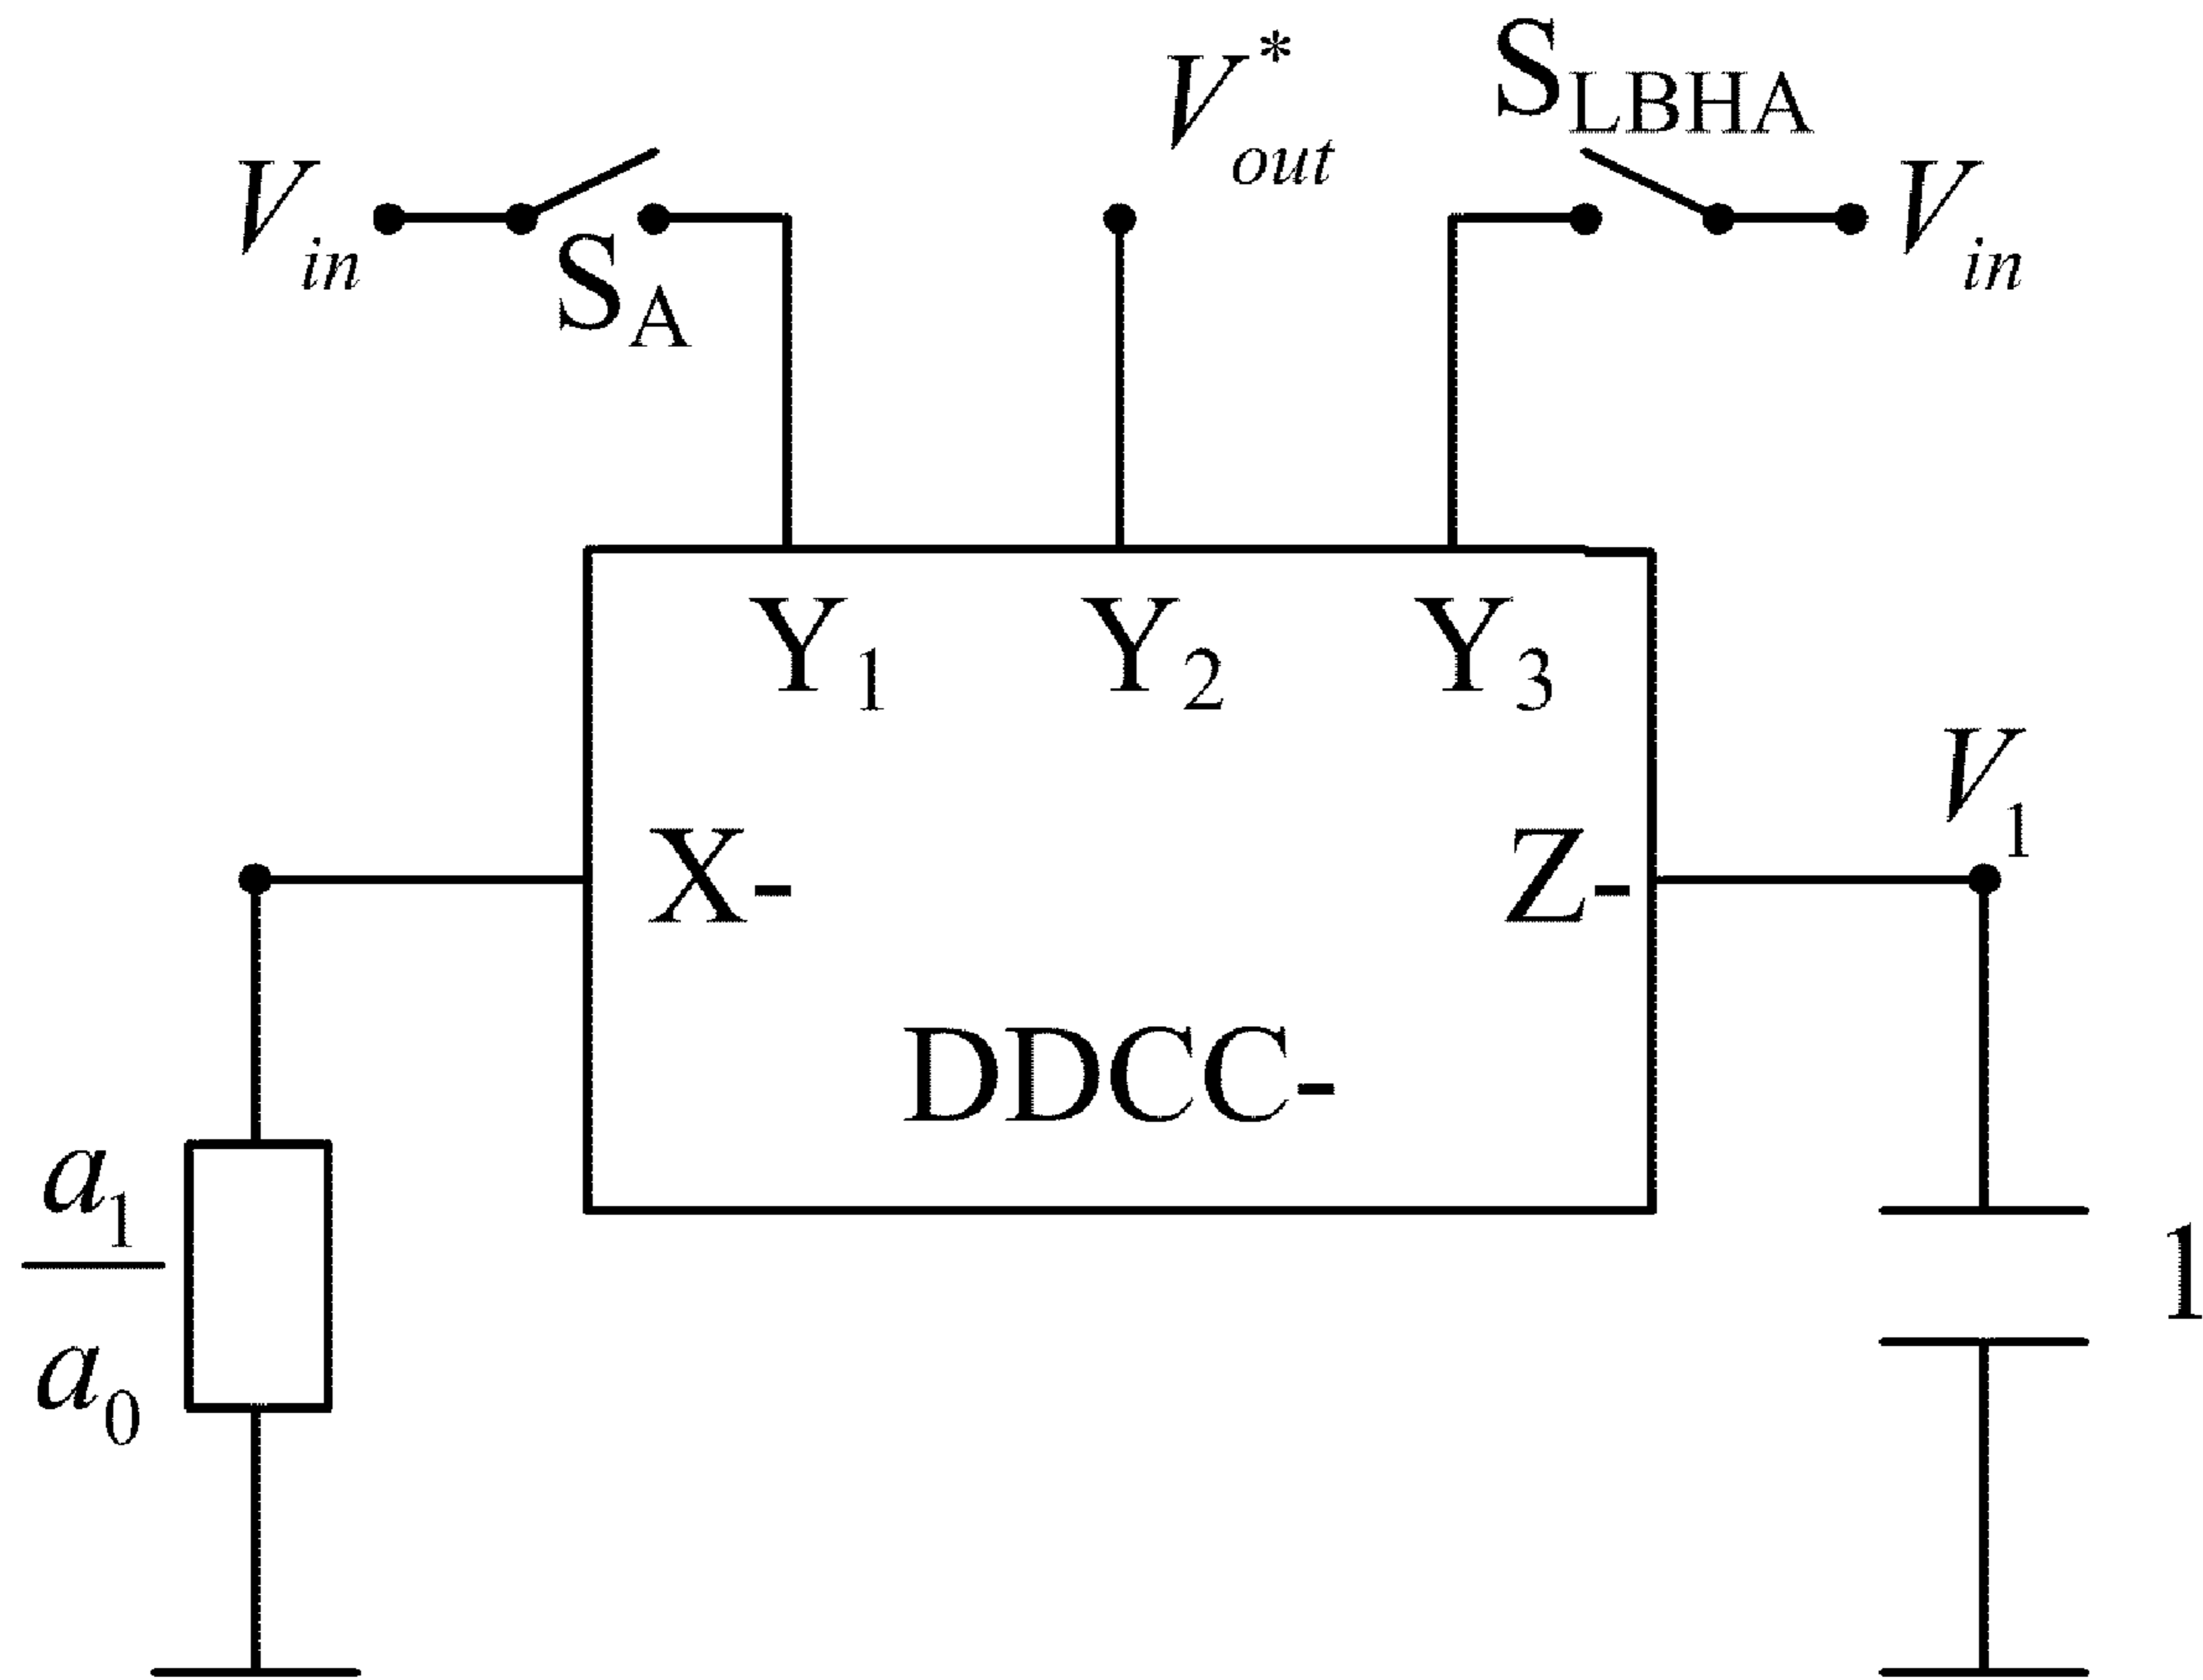 V*out
SLBHA
Vin
SA
Vin
Y1 Y2 Y3
V1
X-
Z-
DDCC-
a1
a0
1